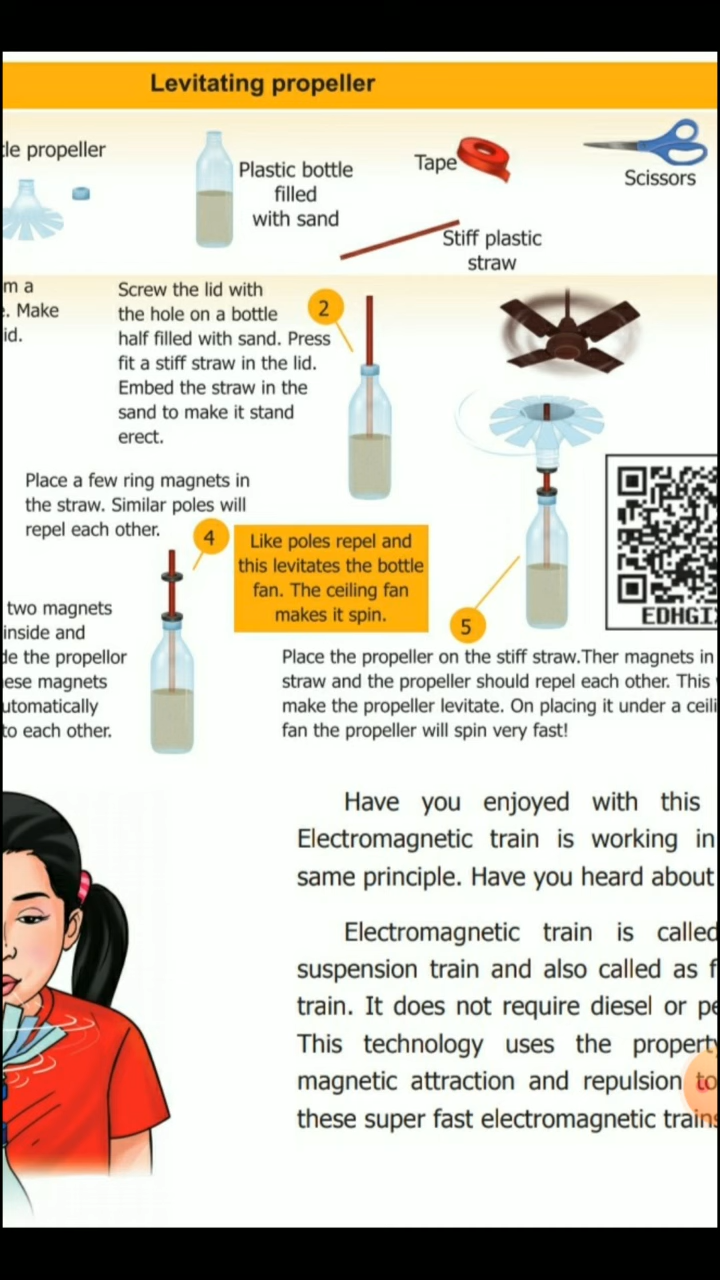 Levitating propeller
propeller
Plastic bottle
filled
with sand
Tape
Scissors
Stiff plastic
straw
m a
. Make
id.
Screw the lid with
the hole on a bottle
half filled with sand. Press
fit a stiff straw in the lid.
Embed the straw in the
sand to make it stand
erect.
2
Place a few ring magnets in
the straw. Similar poles will
repel each other.
4
Like poles repel and
this levitates the bottle
fan. The ceiling fan
makes it spin.
5
EDHGI
two magnets
inside and
de the propellor
ese magnets
utomatically
to each other.
Place the propeller on the stiff straw.Ther magnets in
straw and the propeller should repel each other. This
make the propeller levitate. On placing it under a ceili
fan the propeller will spin very fast!
Have you enjoyed with this
Electromagnetic train is working in
same principle. Have you heard about
Electromagnetic train is called
suspension train and also called as f
train. It does not require diesel or pe
This technology uses the property
magnetic attraction and repulsion to
these super fast electromagnetic trains